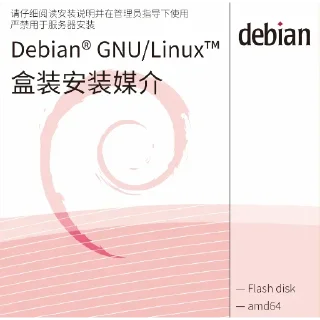 请仔细阅读安装说明并在管理员指导下使用
严禁用于服务器安装
Debian® GNU/Linux™
盒装安装媒介
debian
— Flash disk
— amd64